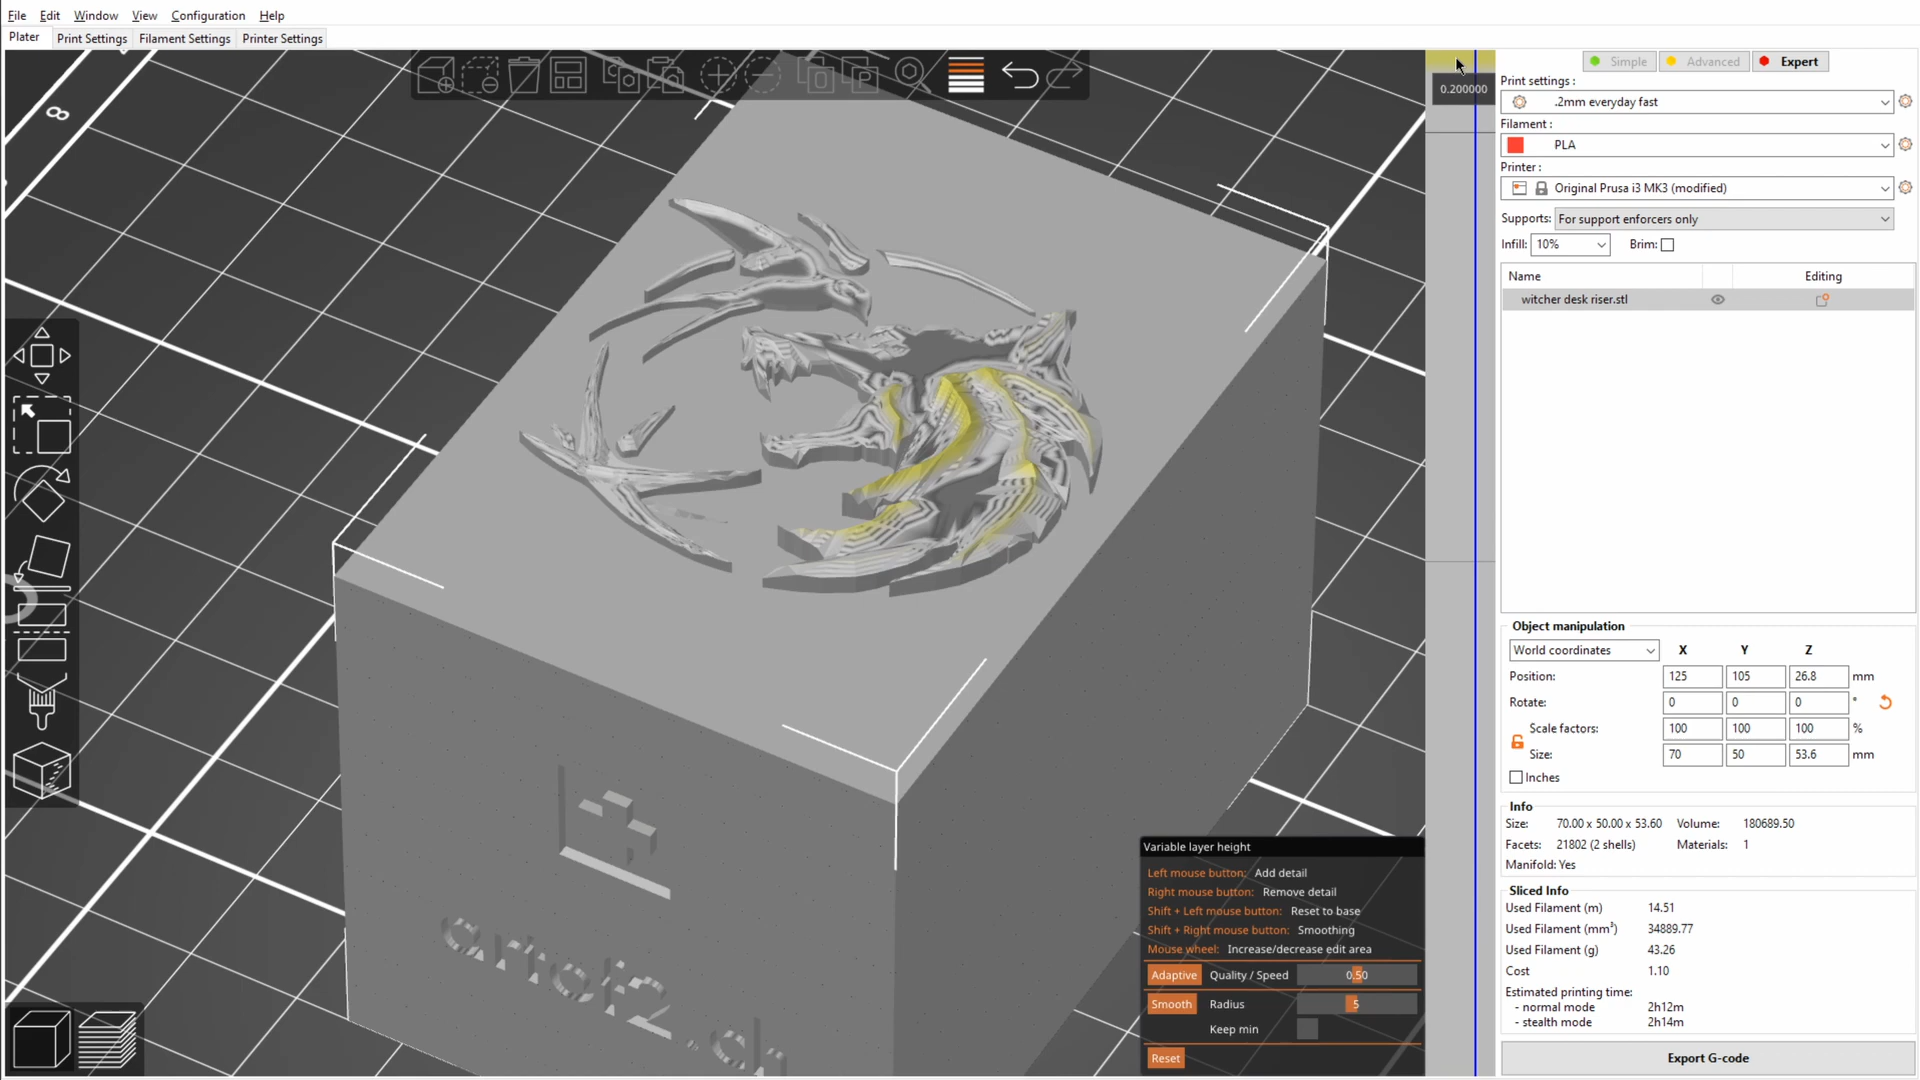 File Edit Window View Configuration Help
Plater Print Settings Filament Settings Printer Settings
8
0.200000
Simple Advanced Expert
Print settings :
.2mm everyday fast
Filament :
PLA
Printer :
Original Prusa i3 MK3 (modified)
Supports: For support enforcers only
Infill: 10% Brim:
Name Editing
witcher desk riser.stl
Object manipulation
World coordinates X Y Z
Position: 125 105 26.8 mm
Rotate: 0 0 0 °
Scale factors: 100 100 100 %
Size: 70 50 53.6 mm
Inches
Info
Size: 70.00 x 50.00 x 53.60 Volume: 180689.50
Facets: 21802 (2 shells) Materials: 1
Manifold: Yes
Sliced Info
Used Filament (m) 14.51
Used Filament (mm³) 34889.77
Used Filament (g) 43.26
Cost 1.10
Estimated printing time:
- normal mode 2h12m
- stealth mode 2h14m
Export G-code
Variable layer height
Left mouse button: Add detail
Right mouse button: Remove detail
Shift + Left mouse button: Reset to base
Shift + Right mouse button: Smoothing
Mouse wheel: Increase/decrease edit area
Adaptive Quality / Speed 0.50
Smooth Radius 5
Keep min
Reset